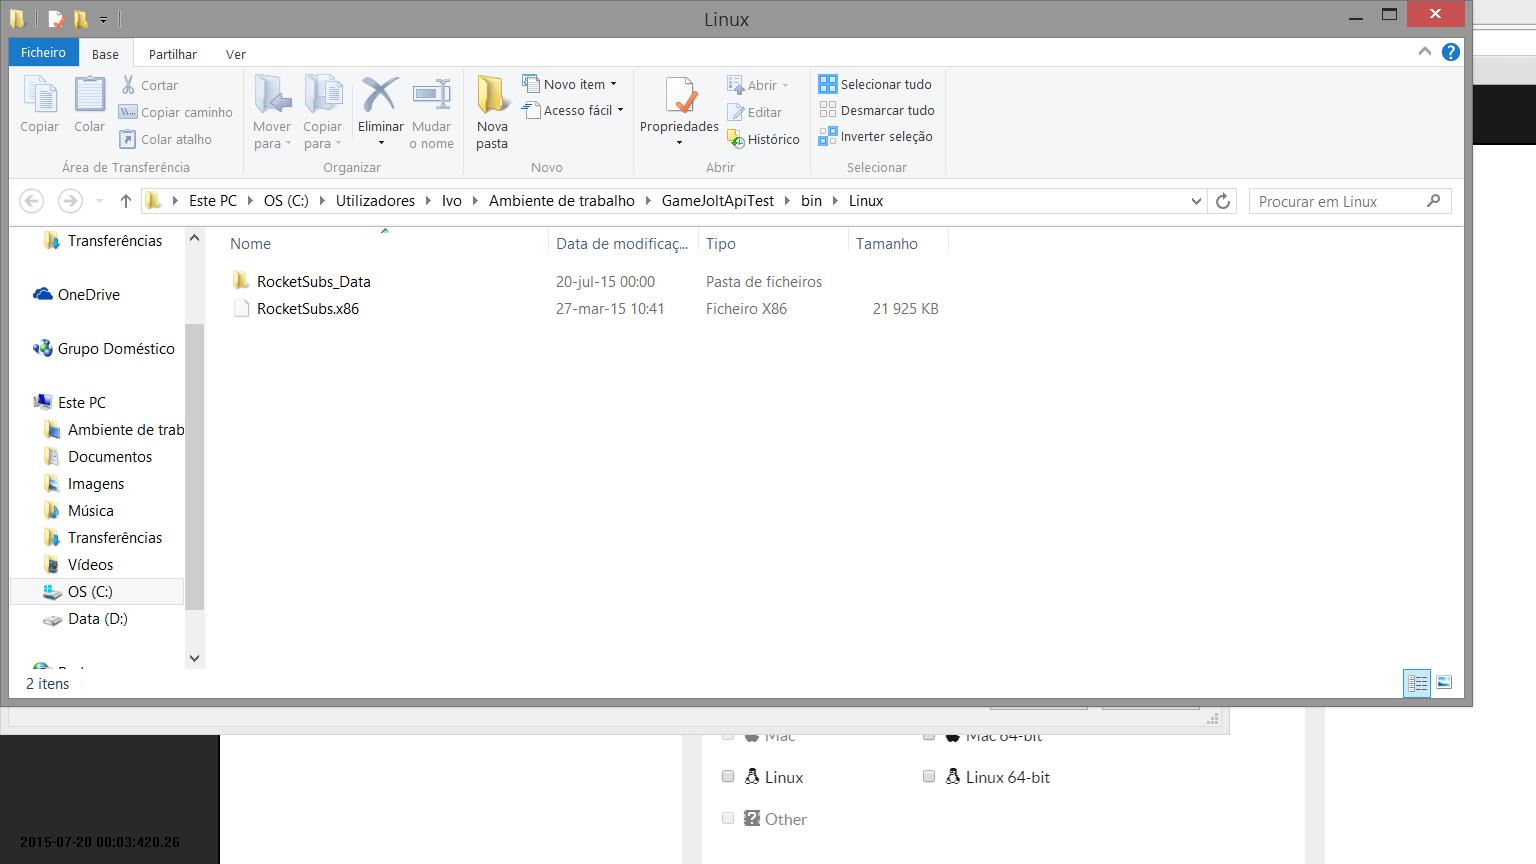 Linux
Ficheiro Base Partilhar Ver
Copiar
Colar
Cortar
Copiar caminho
Colar atalho
Área de Transferência
Mover para
Copiar para
Eliminar
Mudar o nome
Organizar
Nova pasta
Novo item
Acesso fácil
Novo
Propriedades
Abrir
Editar
Histórico
Abrir
Selecionar tudo
Desmarcar tudo
Inverter seleção
Selecionar
Este PC OS (C:) Utilizadores Ivo Ambiente de trabalho GameJoltApiTest bin Linux
Procurar em Linux
Transferências
OneDrive
Grupo Doméstico
Este PC
Ambiente de trab
Documentos
Imagens
Música
Transferências
Vídeos
OS (C:)
Data (D:)
Nome Data de modificaç... Tipo Tamanho
RocketSubs_Data 20-jul-15 00:00 Pasta de ficheiros
RocketSubs.x86 27-mar-15 10:41 Ficheiro X86 21 925 KB
2 itens
Mac Mac 64-bit
Linux Linux 64-bit
Other
2015-07-20 00:03:420.26